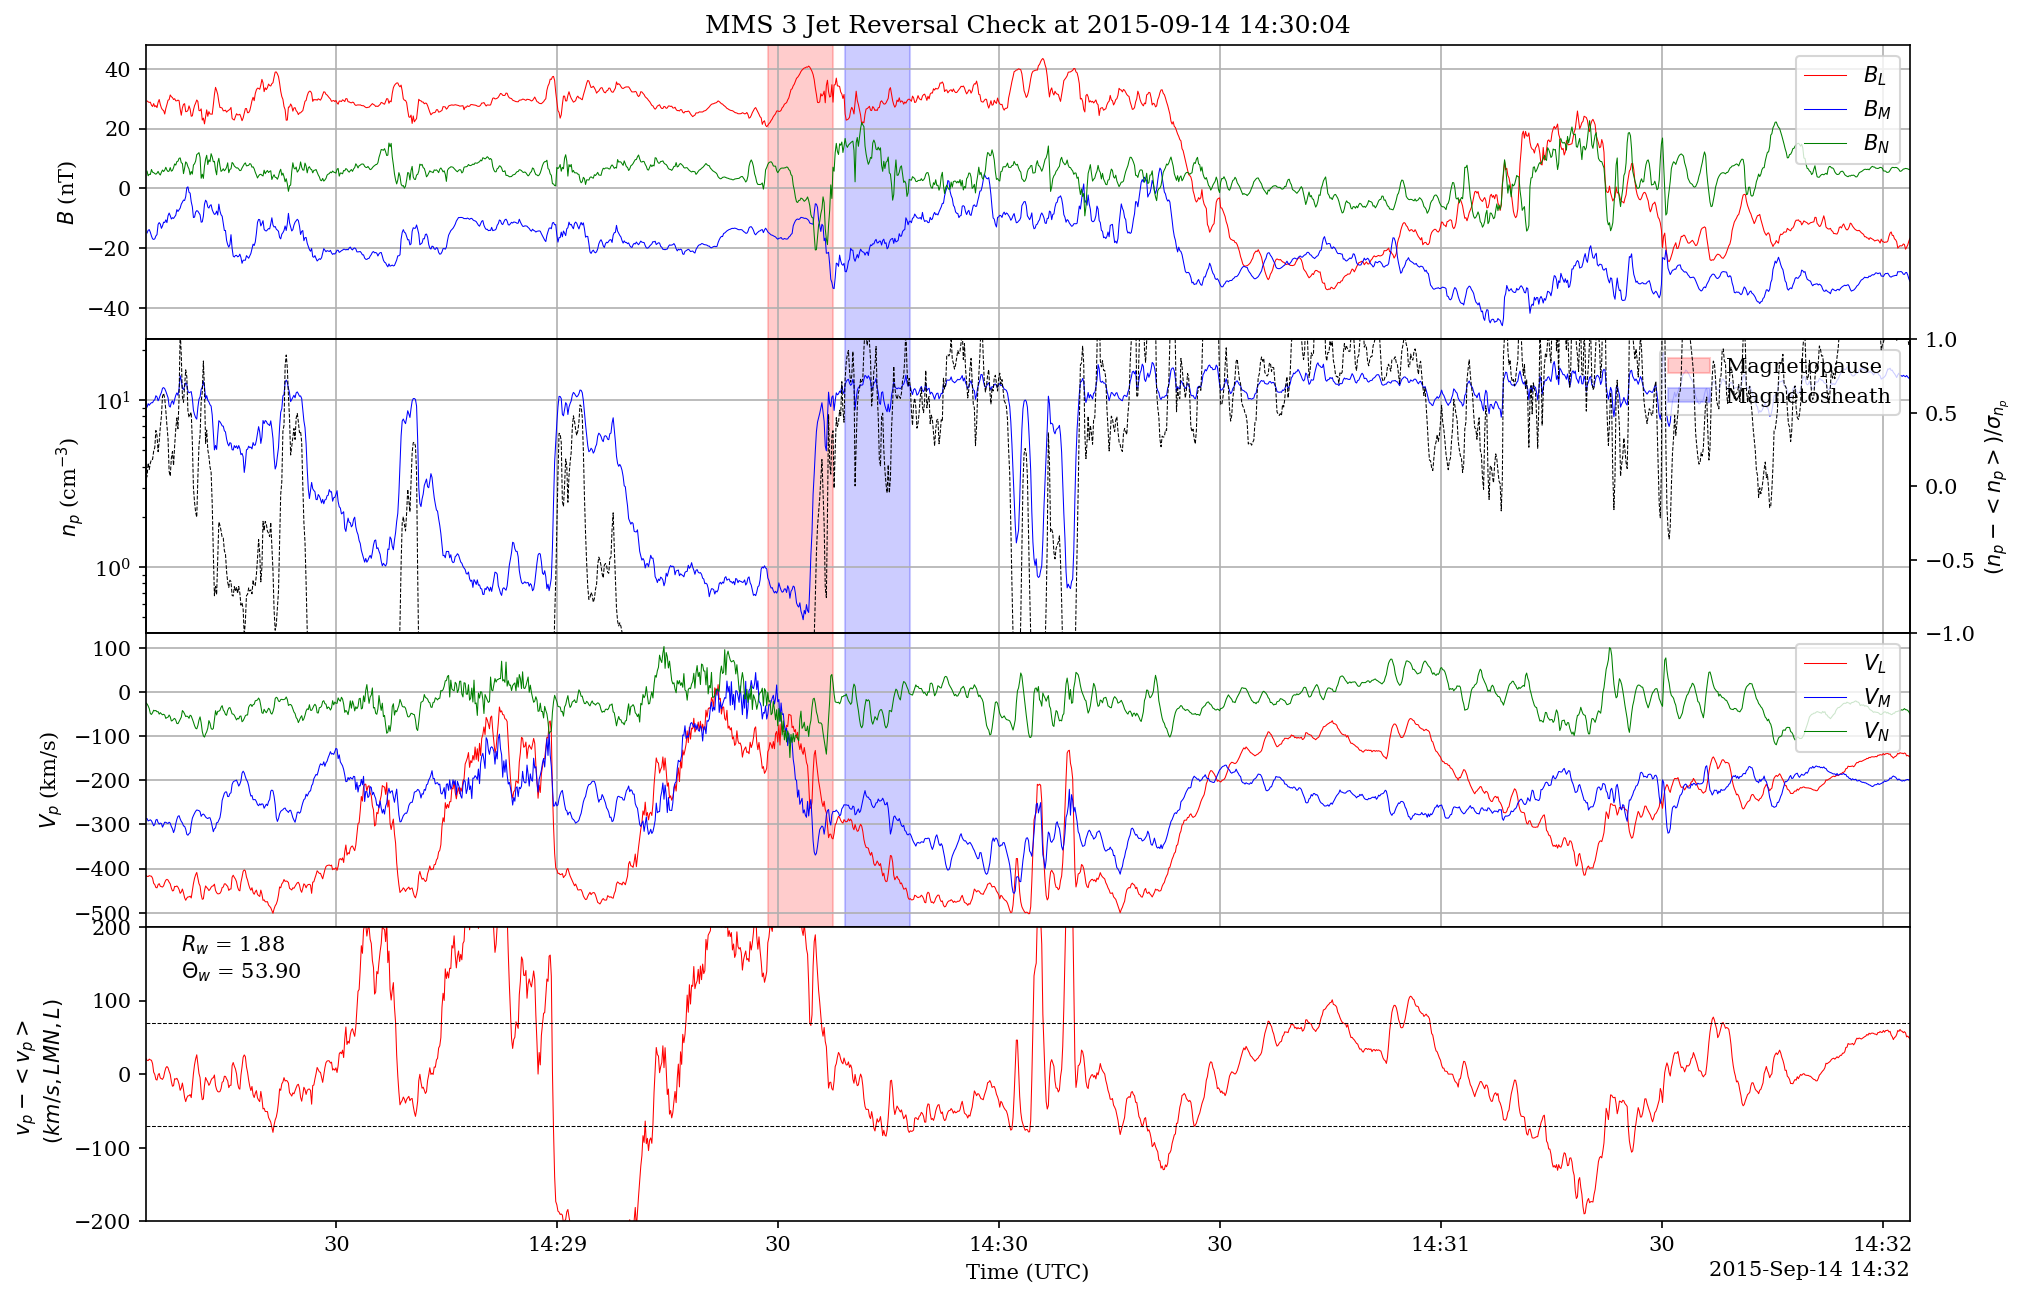 MMS 3 Jet Reversal Check at 2015-09-14 14:30:04
40
20
0
−20
−40
B (nT)
B_L
B_M
B_N
10^1
10^0
n_p (cm^−3)
1.0
0.5
0.0
−0.5
−1.0
(n_p − < n_p >)/σ_{n_p}
Magnetopause
Magnetosheath
100
0
−100
−200
−300
−400
−500
V_p (km/s)
V_L
V_M
V_N
200
100
0
−100
−200
v_p − < v_p >
(km/s, LMN, L)
R_w = 1.88
Θ_w = 53.90
30 14:29 30 14:30 30 14:31 30 14:32
Time (UTC)
2015-Sep-14 14:32